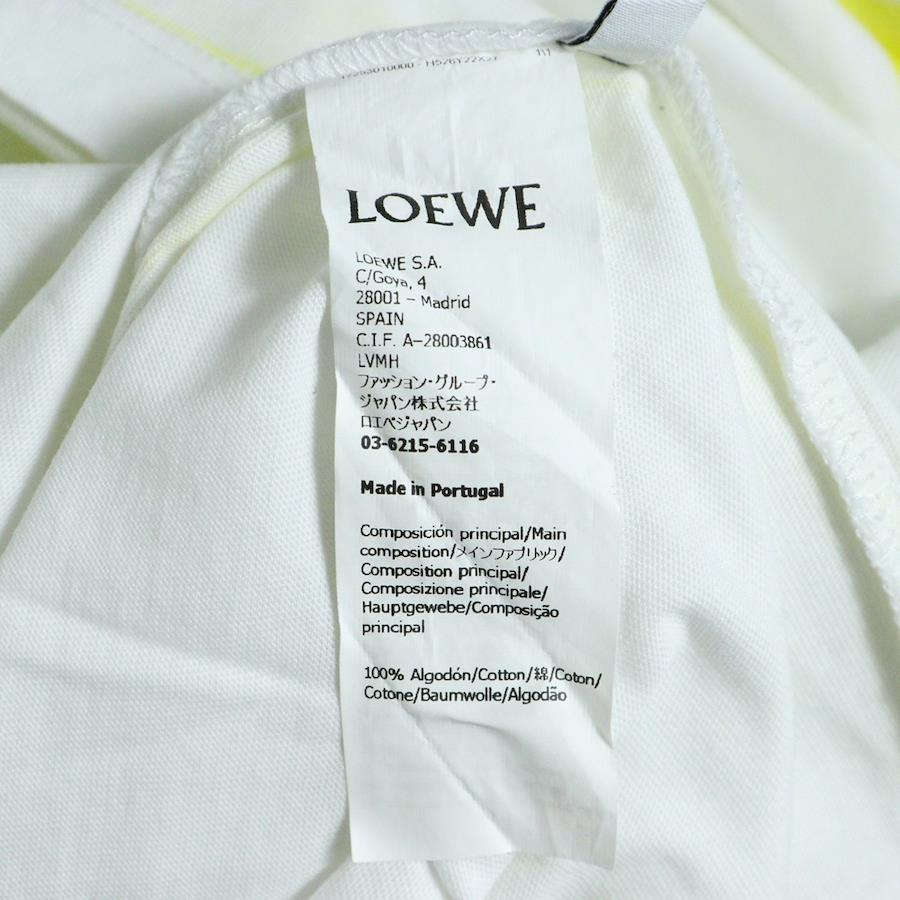 LOEWE
LOEWE S.A.
C/Goya, 4
28001 - Madrid
SPAIN
C.I.F. A-28003861
LVMH
ファッション・グループ・
ジャパン株式会社
ロエベジャパン
03-6215-6116
Made in Portugal
Composición principal/Main
composition/メインファブリック/
Composition principal/
Composizione principale/
Hauptgewebe/Composição
principal
100% Algodón/Cotton/綿/Coton/
Cotone/Baumwolle/Algodão